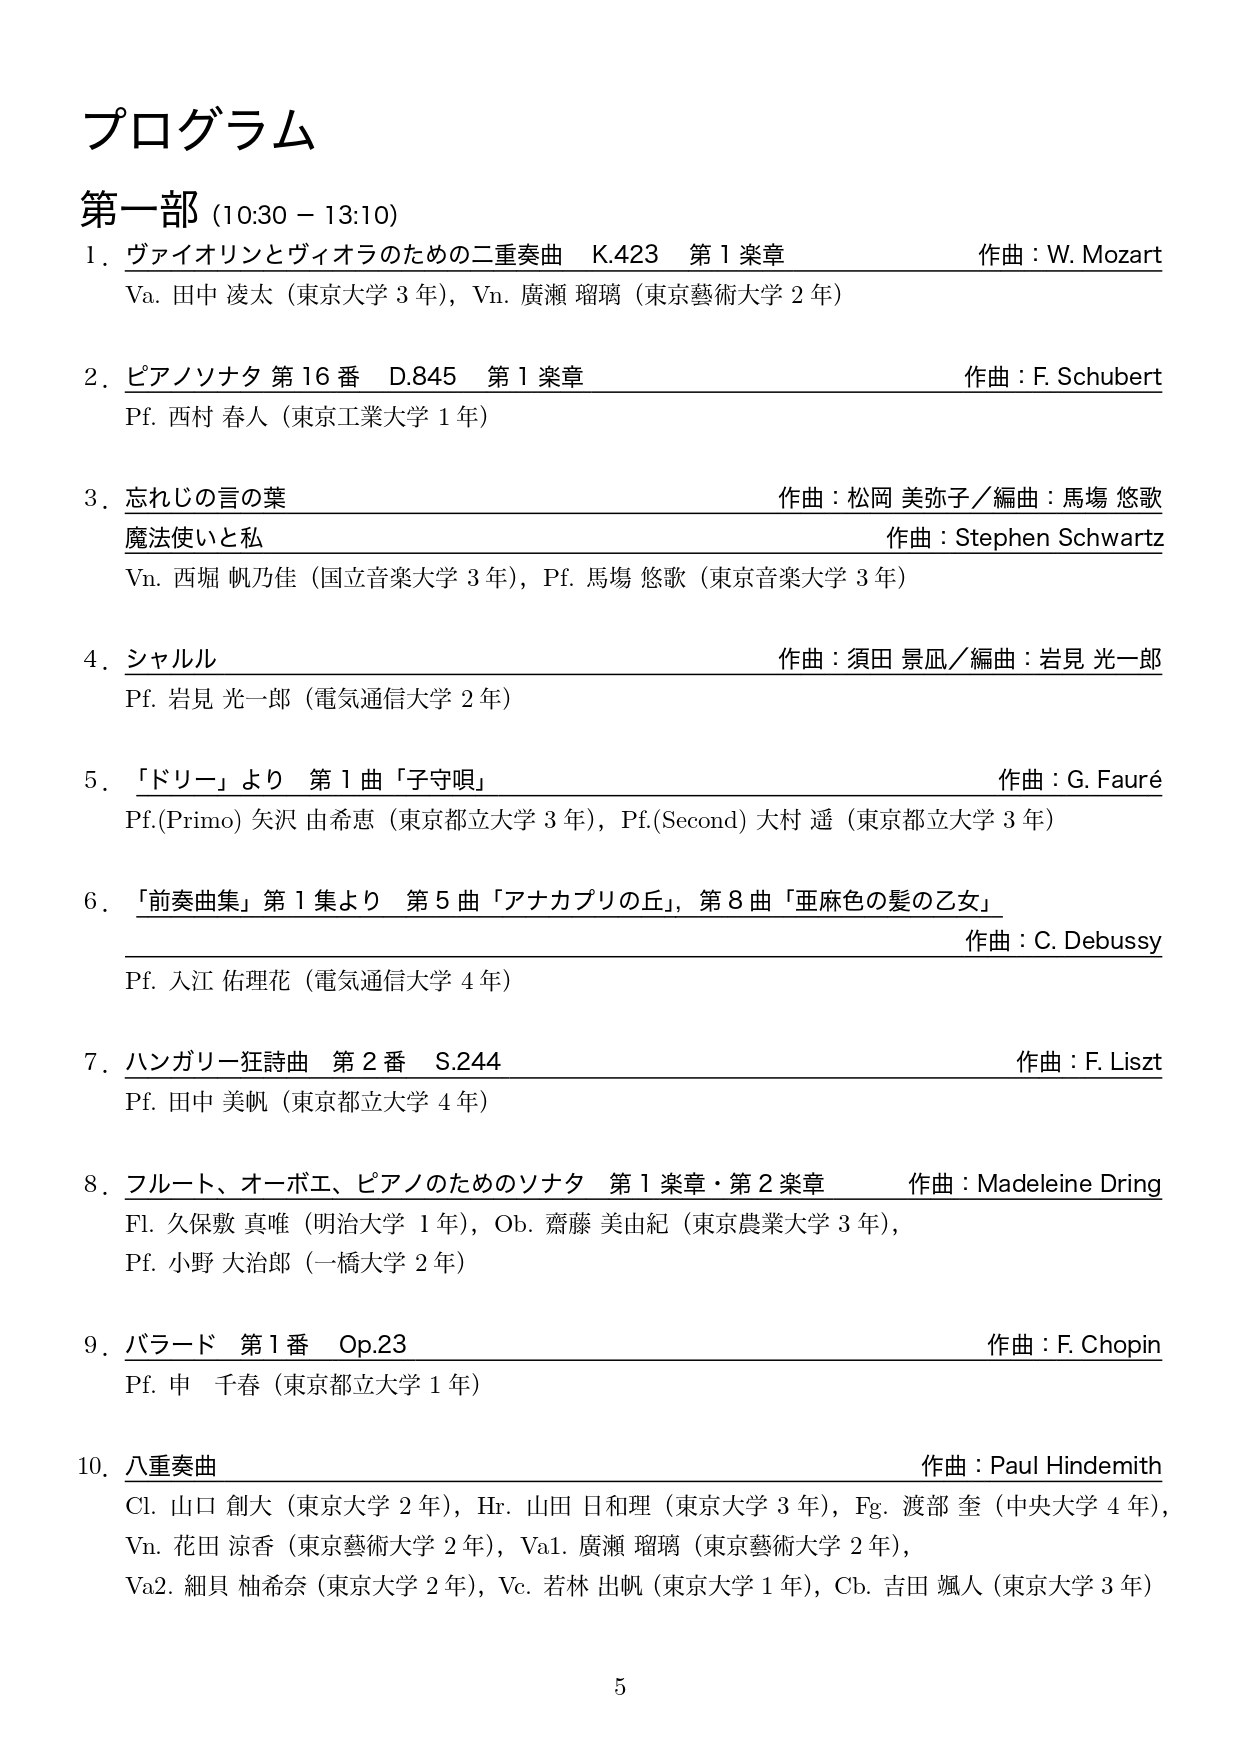 プログラム
第一部（10:30 − 13:10）
1．ヴァイオリンとヴィオラのための二重奏曲　K.423　第 1 楽章　作曲：W. Mozart
Va. 田中 凌太（東京大学 3 年），Vn. 廣瀬 瑠璃（東京藝術大学 2 年）
2．ピアノソナタ 第 16 番　D.845　第 1 楽章　作曲：F. Schubert
Pf. 西村 春人（東京工業大学 1 年）
3．忘れじの言の葉　作曲：松岡 美弥子／編曲：馬塲 悠歌
魔法使いと私　作曲：Stephen Schwartz
Vn. 西堀 帆乃佳（国立音楽大学 3 年），Pf. 馬塲 悠歌（東京音楽大学 3 年）
4．シャルル　作曲：須田 景凪／編曲：岩見 光一郎
Pf. 岩見 光一郎（電気通信大学 2 年）
5．「ドリー」より　第 1 曲「子守唄」　作曲：G. Fauré
Pf.(Primo) 矢沢 由希恵（東京都立大学 3 年），Pf.(Second) 大村 遥（東京都立大学 3 年）
6．「前奏曲集」第 1 集より　第 5 曲「アナカプリの丘」，第 8 曲「亜麻色の髪の乙女」
作曲：C. Debussy
Pf. 入江 佑理花（電気通信大学 4 年）
7．ハンガリー狂詩曲　第 2 番　S.244　作曲：F. Liszt
Pf. 田中 美帆（東京都立大学 4 年）
8．フルート、オーボエ、ピアノのためのソナタ　第 1 楽章・第 2 楽章　作曲：Madeleine Dring
Fl. 久保敷 真唯（明治大学 1 年），Ob. 齋藤 美由紀（東京農業大学 3 年），
Pf. 小野 大治郎（一橋大学 2 年）
9．バラード　第 1 番　Op.23　作曲：F. Chopin
Pf. 申　千春（東京都立大学 1 年）
10．八重奏曲　作曲：Paul Hindemith
Cl. 山口 創大（東京大学 2 年），Hr. 山田 日和理（東京大学 3 年），Fg. 渡部 奎（中央大学 4 年），
Vn. 花田 涼香（東京藝術大学 2 年），Va1. 廣瀬 瑠璃（東京藝術大学 2 年），
Va2. 細貝 柚希奈（東京大学 2 年），Vc. 若林 出帆（東京大学 1 年），Cb. 吉田 颯人（東京大学 3 年）
5